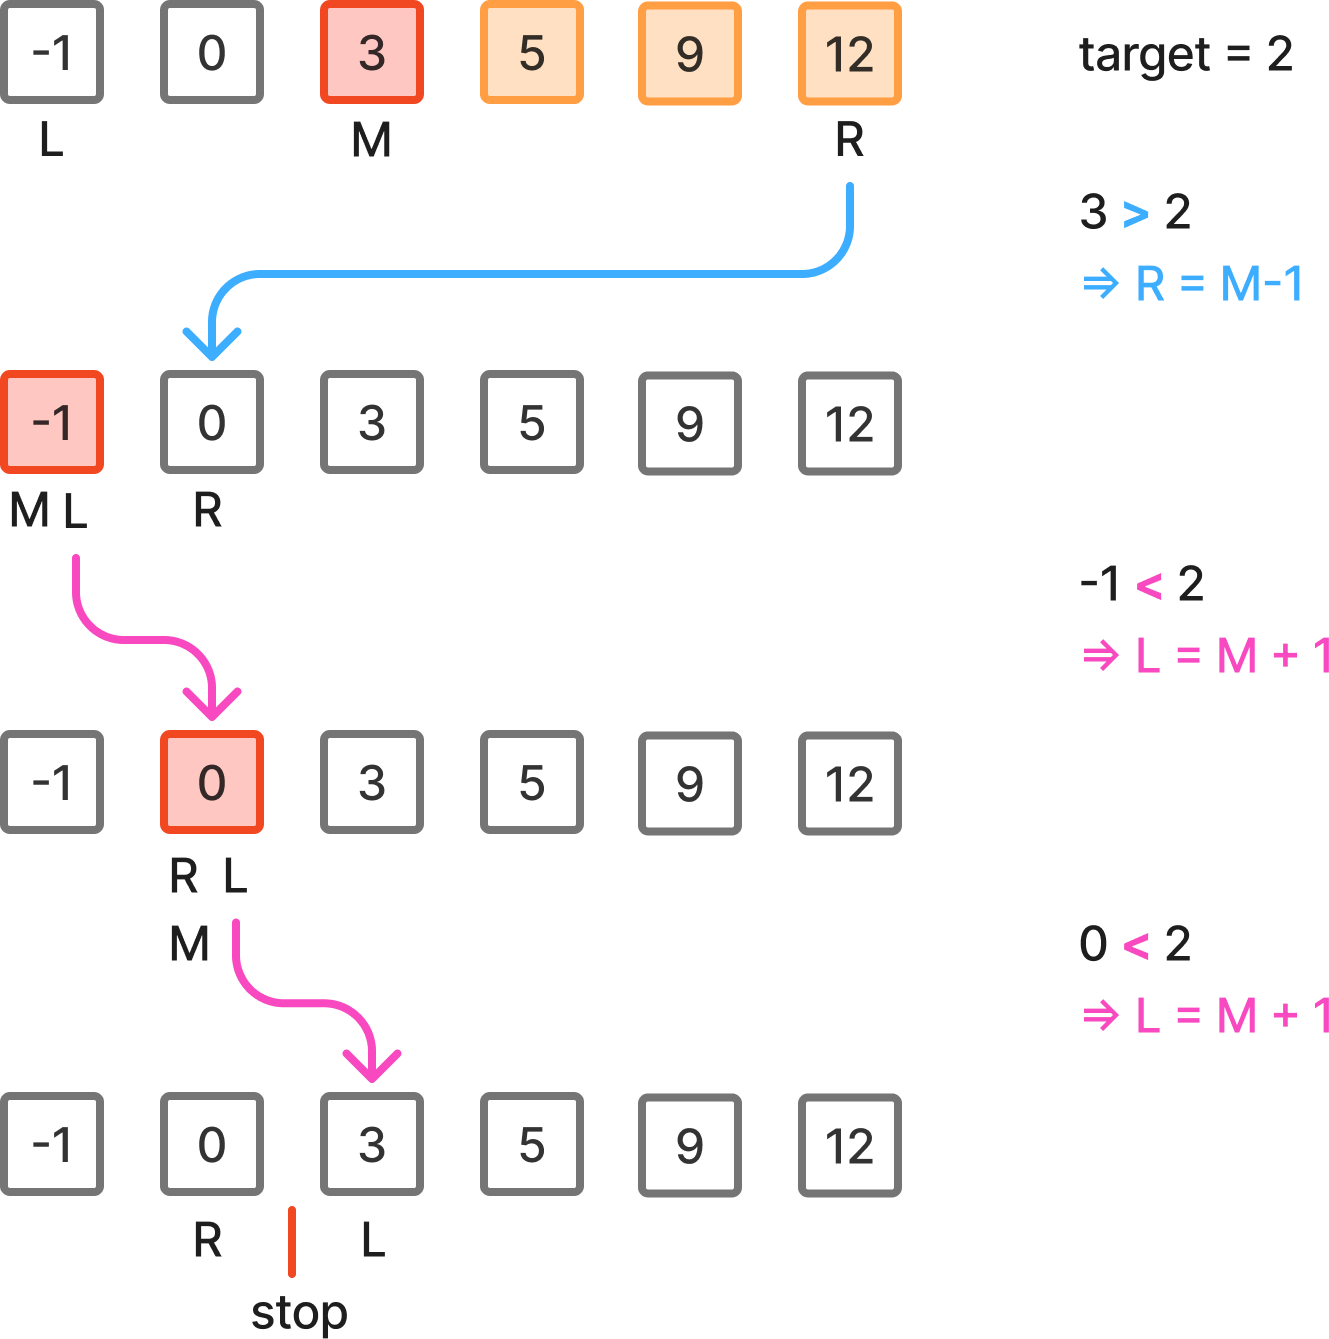 -1 0 3 5 9 12 target = 2
L M R
3 > 2
⇒ R = M-1
-1 0 3 5 9 12
M L R
-1 < 2
⇒ L = M + 1
-1 0 3 5 9 12
R L
M 0 < 2
⇒ L = M + 1
-1 0 3 5 9 12
R L
stop